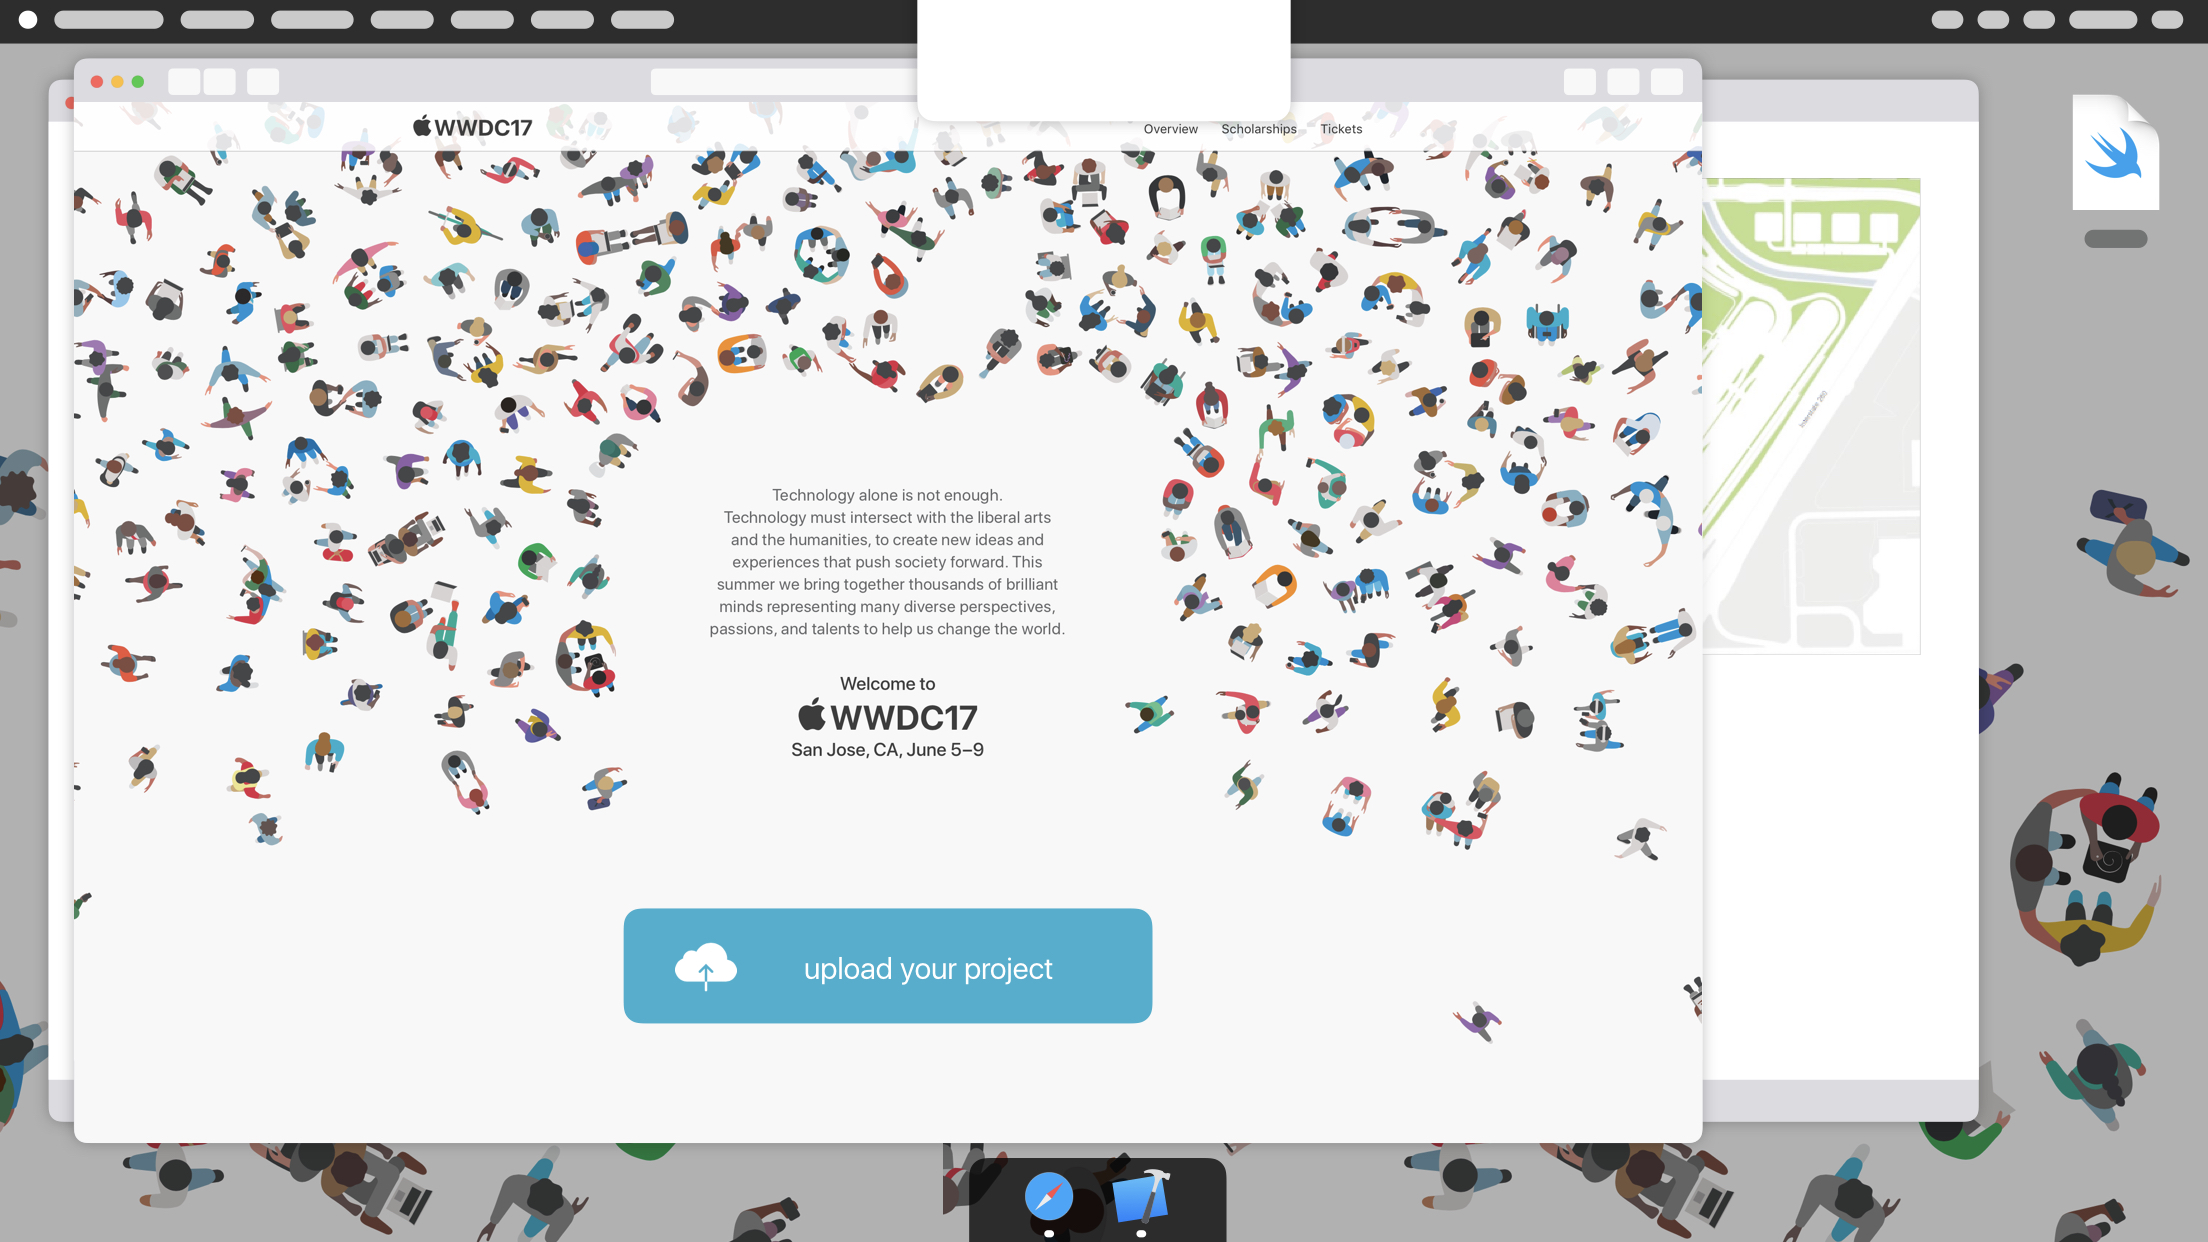 WWDC17
Overview Scholarships Tickets
Interstate 280
Technology alone is not enough.
Technology must intersect with the liberal arts
and the humanities, to create new ideas and
experiences that push society forward. This
summer we bring together thousands of brilliant
minds representing many diverse perspectives,
passions, and talents to help us change the world.
Welcome to
WWDC17
San Jose, CA, June 5–9
upload your project